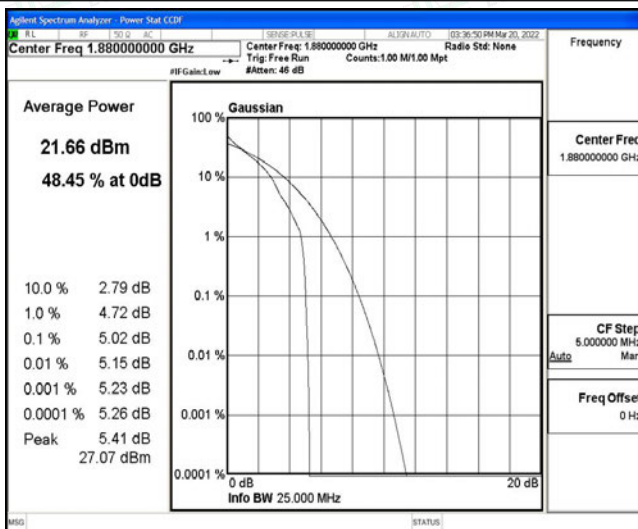 Agilent Spectrum Analyzer - Power Stat CCDF
RL RF 50 Ω AC SENSE:PULSE ALIGN AUTO 03:36:50 PM Mar 20, 2022
Center Freq 1.880000000 GHz
Center Freq: 1.880000000 GHz Radio Std: None
Trig: Free Run Counts:1.00 M/1.00 Mpt
#IFGain:Low #Atten: 46 dB
Frequency
Average Power
21.66 dBm
48.45 % at 0dB
10.0 % 2.79 dB
1.0 % 4.72 dB
0.1 % 5.02 dB
0.01 % 5.15 dB
0.001 % 5.23 dB
0.0001 % 5.26 dB
Peak 5.41 dB
27.07 dBm
Gaussian
100 %
10 %
1 %
0.1 %
0.01 %
0.001 %
0.0001 %
0 dB 20 dB
Info BW 25.000 MHz
Center Freq
1.880000000 GHz
CF Step
5.000000 MHz
Auto Man
Freq Offset
0 Hz
MSG STATUS